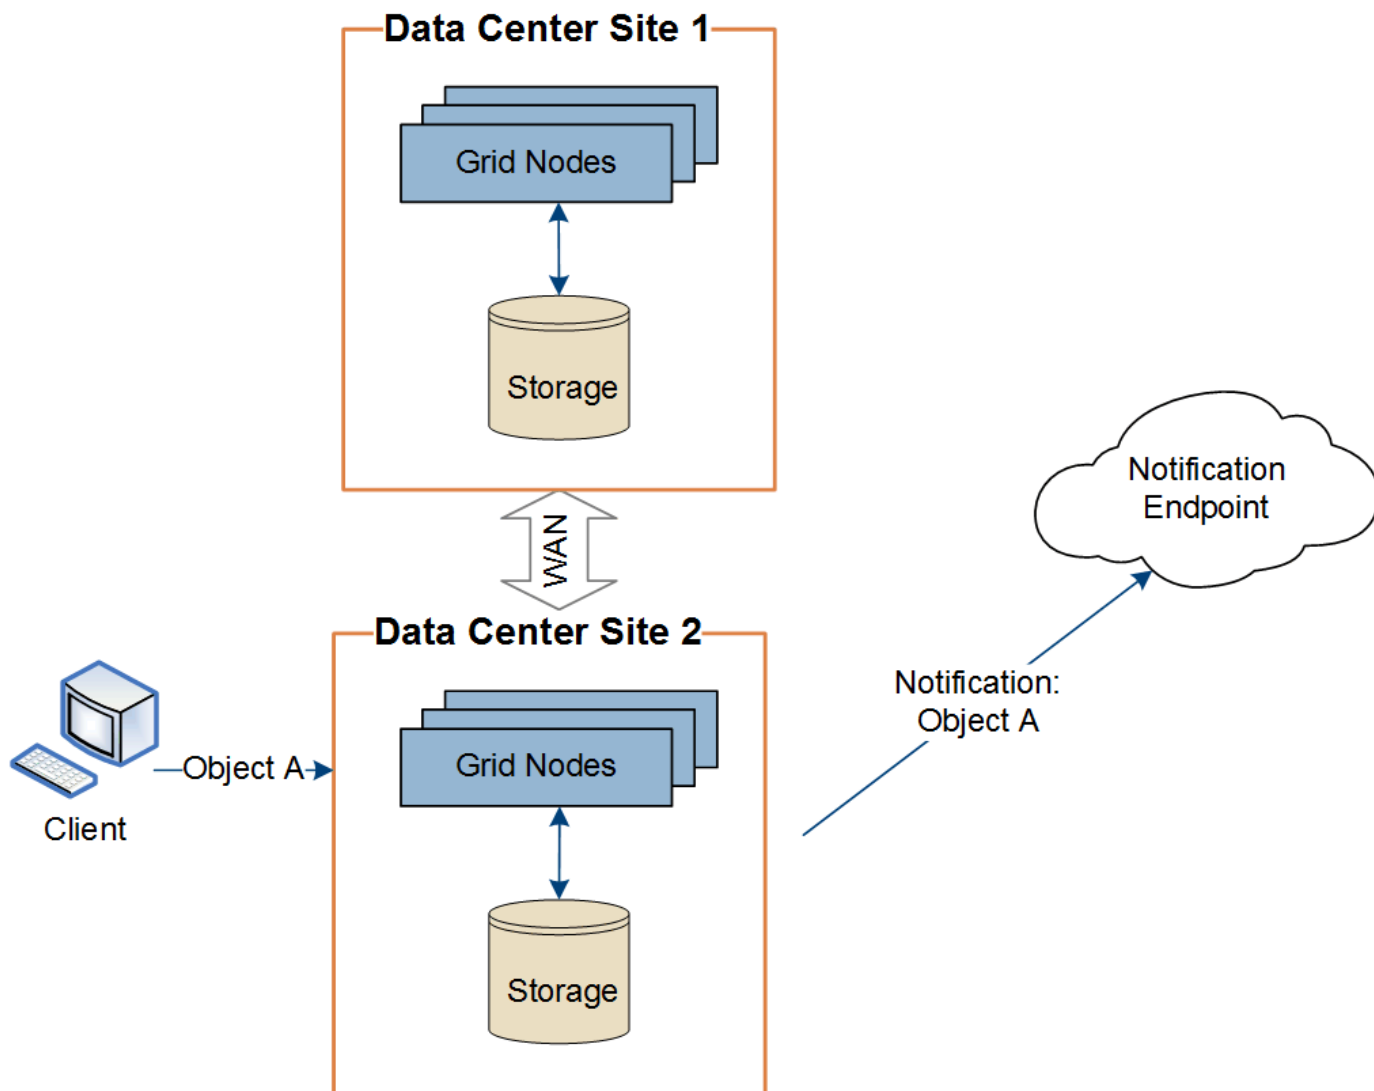 Data Center Site 1
Grid Nodes
Storage
Notification
Endpoint
WAN
Data Center Site 2
Notification:
Object A
Grid Nodes
Object A
Client
Storage